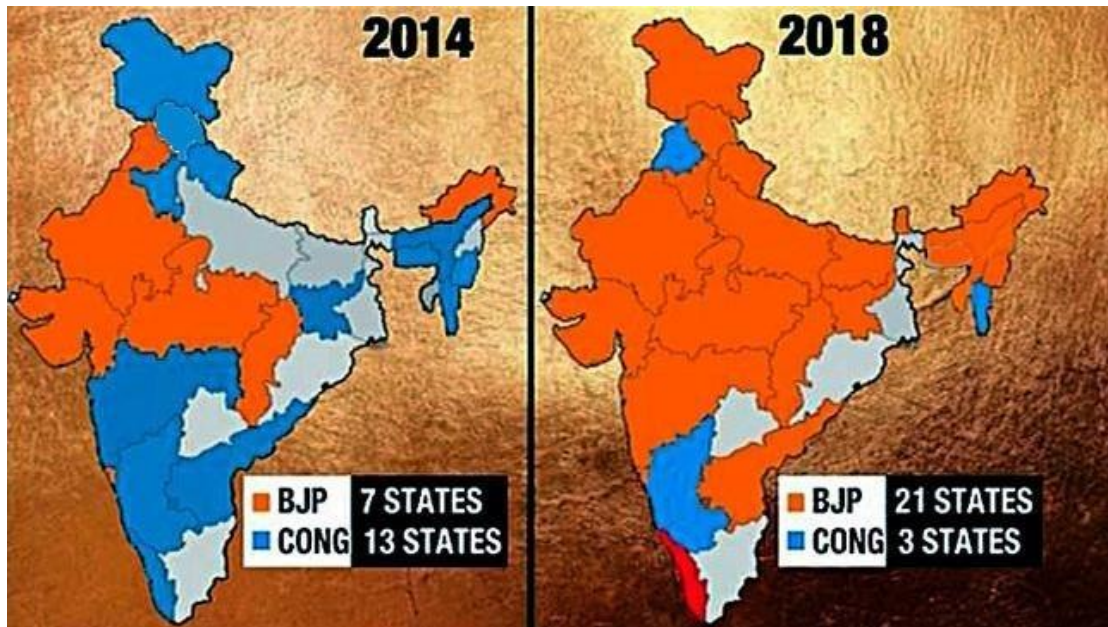 2014
BJP 7 STATES
CONG 13 STATES
2018
BJP 21 STATES
CONG 3 STATES